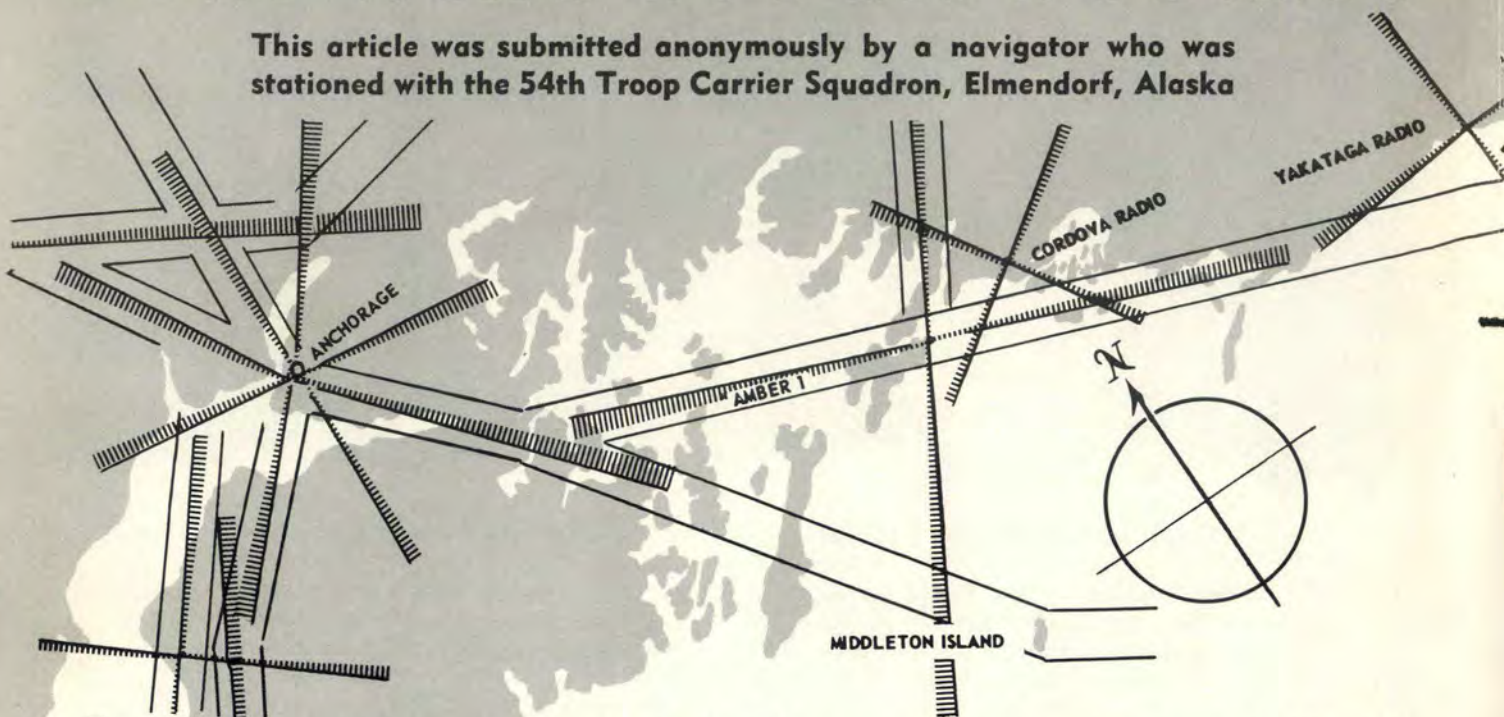 This article was submitted anonymously by a navigator who was
stationed with the 54th Troop Carrier Squadron, Elmendorf, Alaska
YAKATAGA RADIO
CORDOVA RADIO
ANCHORAGE
AMBER 1
N
MIDDLETON ISLAND